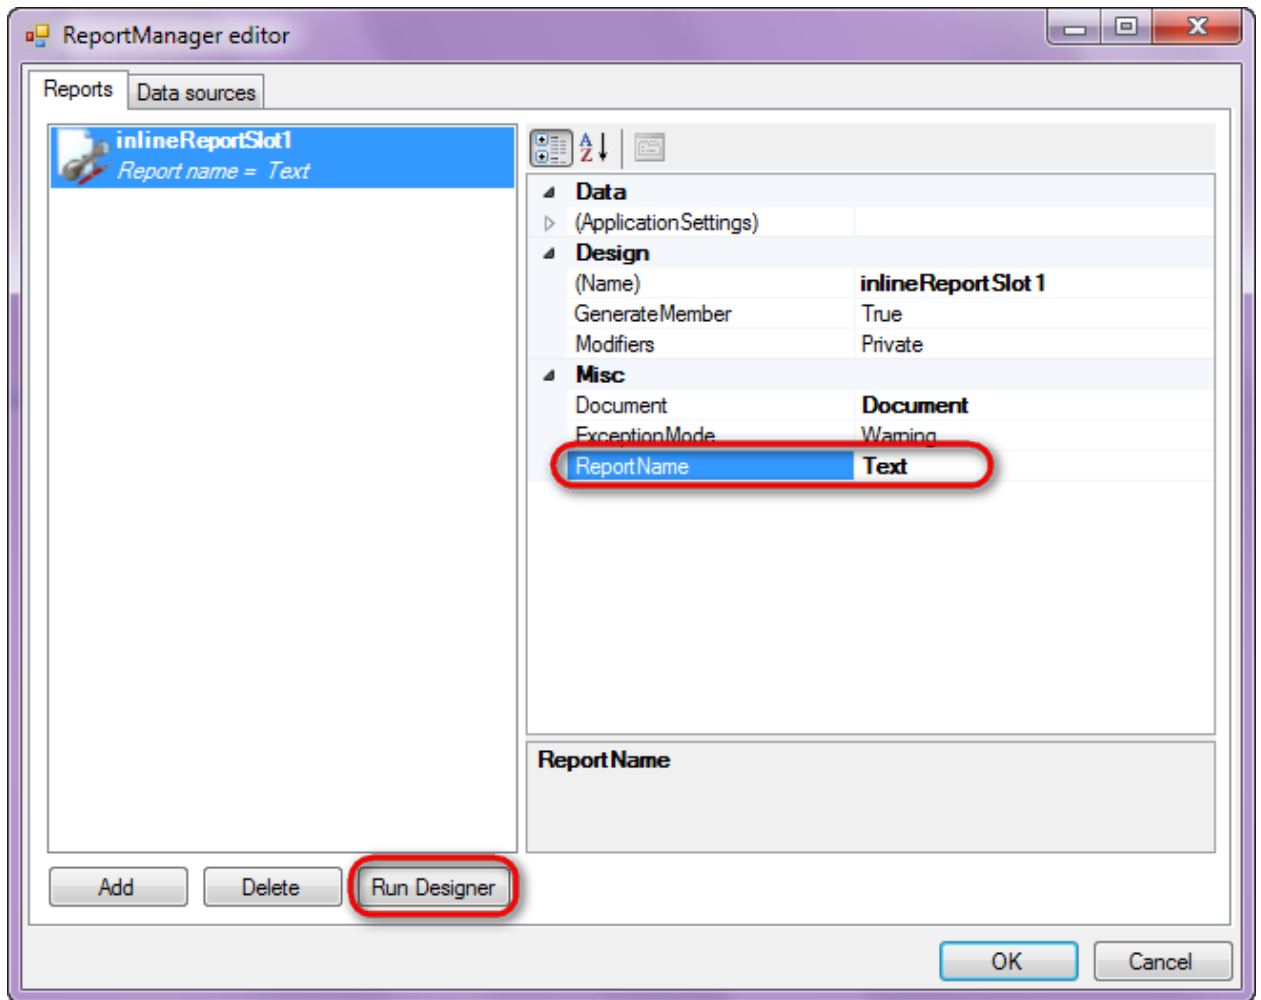 ReportManager editor
Reports
Data sources
inlineReportSlot1
Report name = Text
Data
(ApplicationSettings)
Design
(Name) inlineReportSlot1
GenerateMember True
Modifiers Private
Misc
Document Document
ExceptionMode Warning
ReportName Text
ReportName
Add
Delete
Run Designer
OK
Cancel